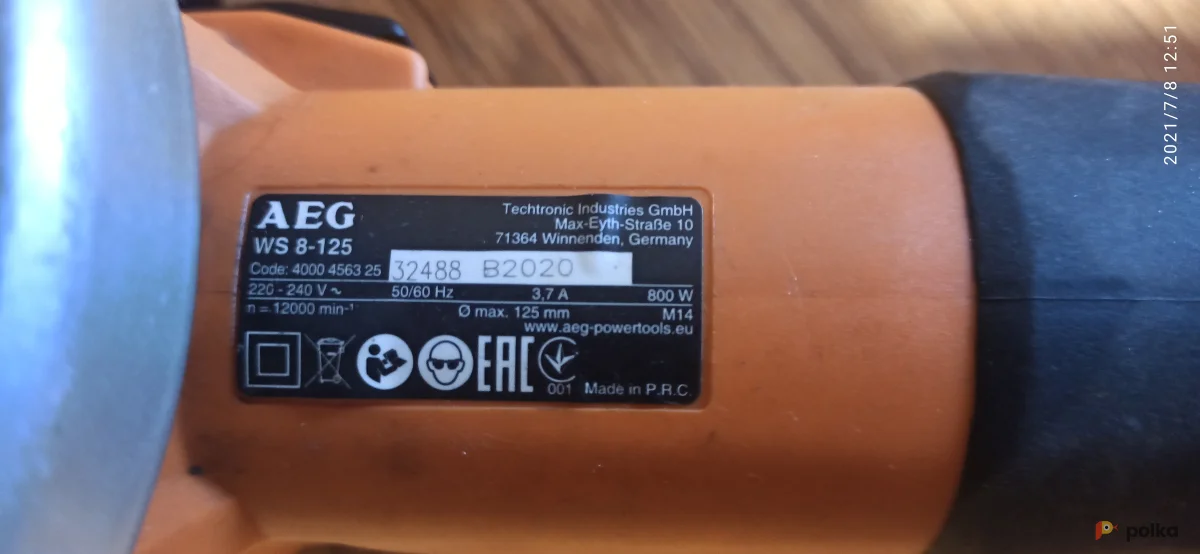 AEG
WS 8-125
Techtronic Industries GmbH
Max-Eyth-Straße 10
71364 Winnenden, Germany
Code: 4000 4563 25 32488 B2020
220 - 240 V ~ 50/60 Hz 3,7 A 800 W
n = 12000 min⁻¹ Ø max. 125 mm M14
www.aeg-powertools.eu
EAC
001 Made in P.R.C.
2021/7/8 12:51
polka